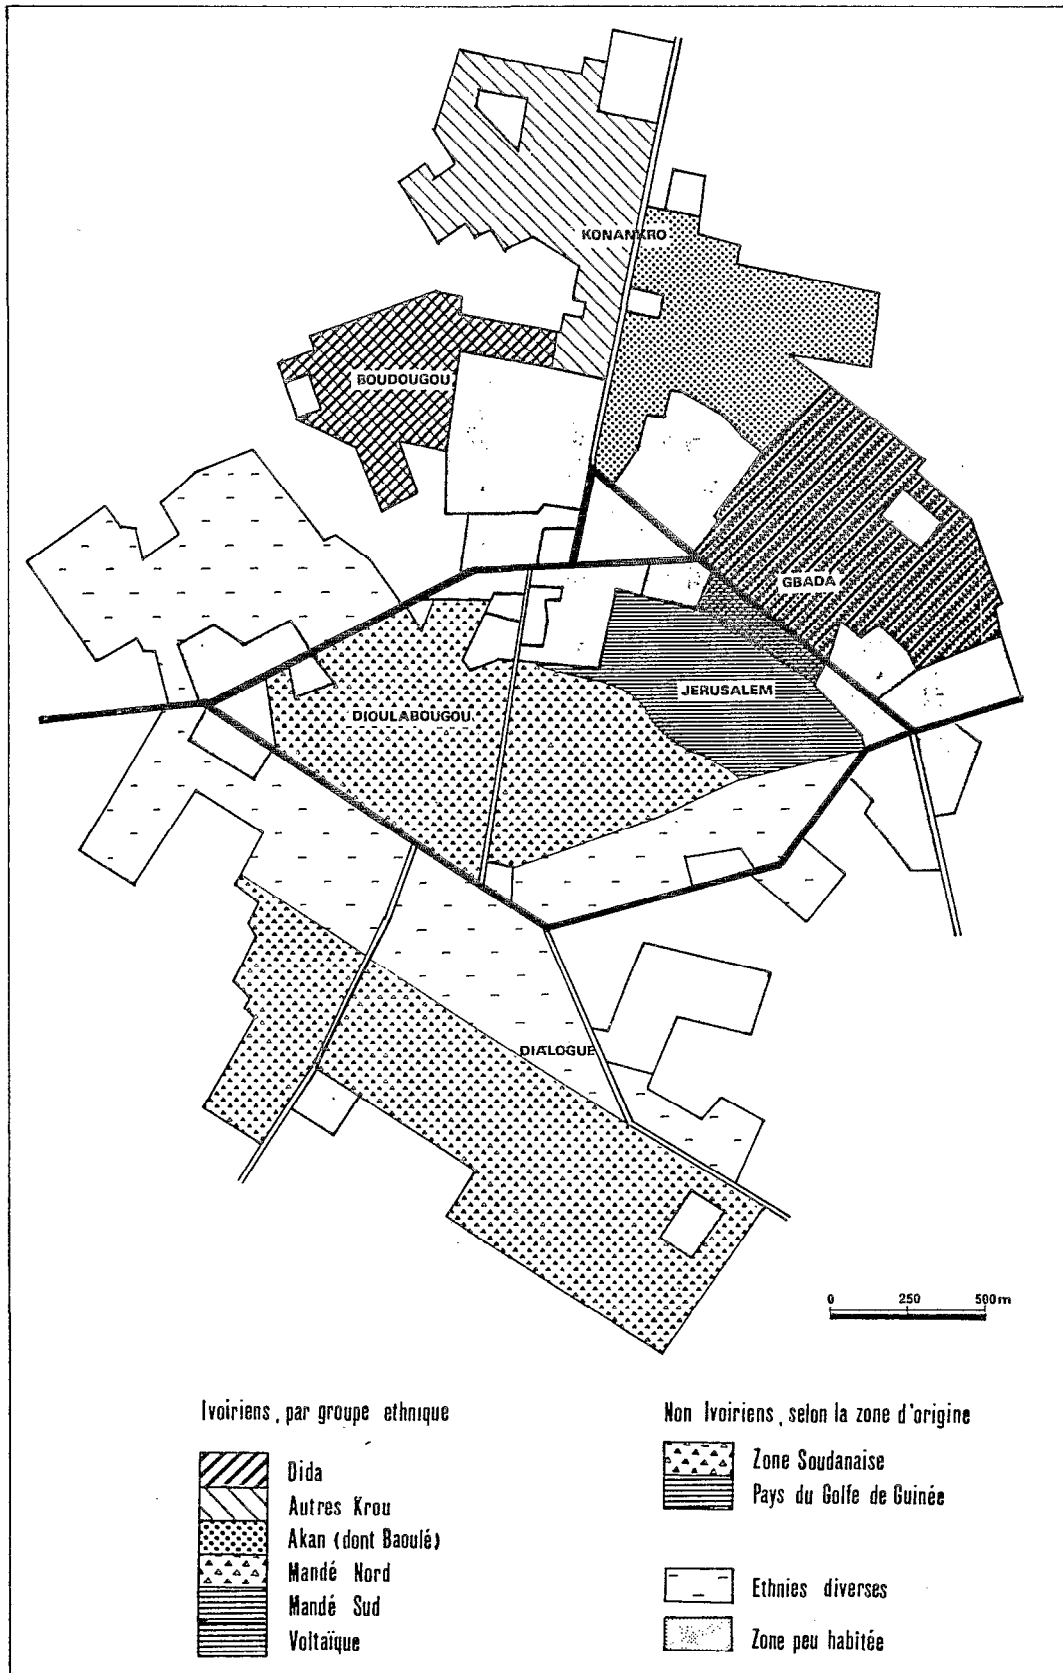 KONANKRO
BOUDOUGOU
GBADA
JERUSALEM
DIOULABOUGOU
DIALOGUE
0 250 500m
Ivoiriens, par groupe ethnique
Dida
Autres Krou
Akan (dont Baoulé)
Mandé Nord
Mandé Sud
Voltaïque
Non Ivoiriens, selon la zone d'origine
Zone Soudanaise
Pays du Golfe de Guinée
Ethnies diverses
Zone peu habitée